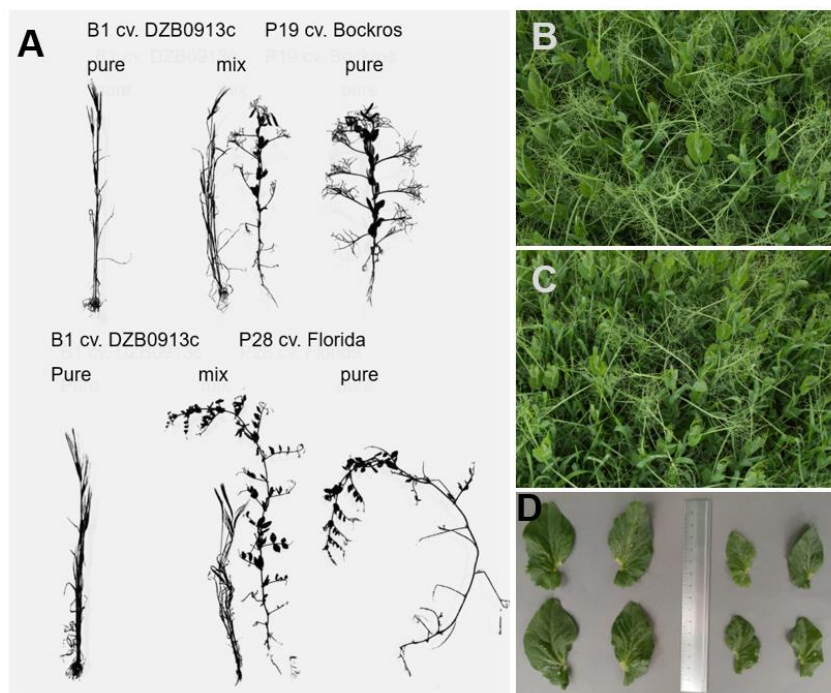 A
B1 cv. DZB0913c P19 cv. Bockros
pure mix pure
B1 cv. DZB0913c P28 cv. Florida
Pure mix pure
B
C
D